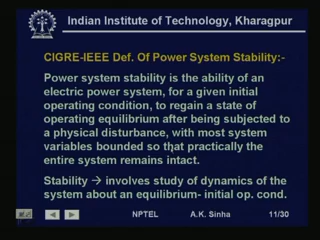 Indian Institute of Technology, Kharagpur
CIGRE-IEEE Def. Of Power System Stability:-
Power system stability is the ability of an
electric power system, for a given initial
operating condition, to regain a state of
operating equilibrium after being subjected to
a physical disturbance, with most system
variables bounded so that practically the
entire system remains intact.
Stability → involves study of dynamics of the
system about an equilibrium- initial op. cond.
NPTEL A.K. Sinha 11/30